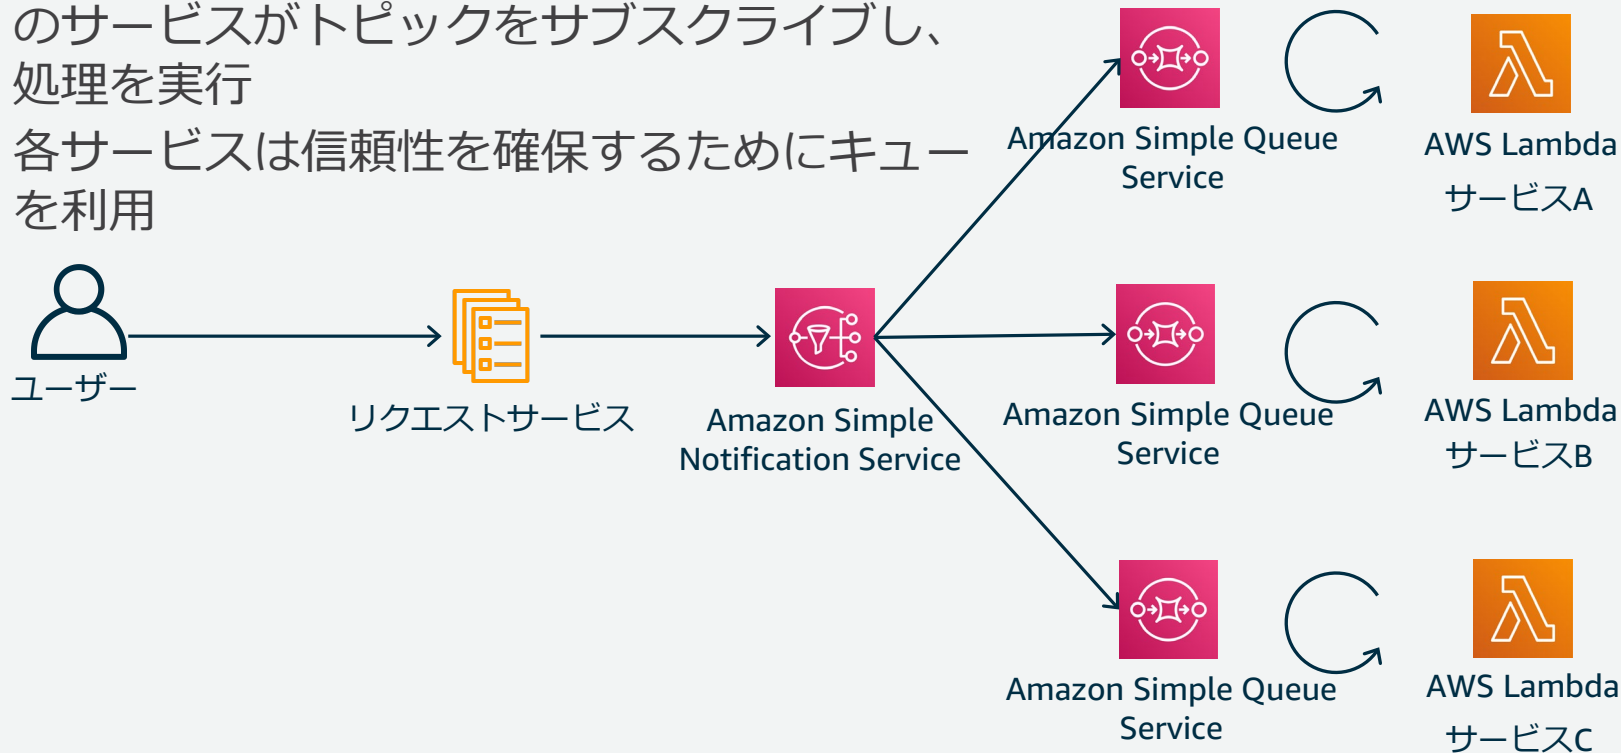 のサービスがトピックをサブスクライブし、
処理を実行
各サービスは信頼性を確保するためにキュー
を利用
Amazon Simple Queue
Service
AWS Lambda
サービスA
ユーザー
リクエストサービス
Amazon Simple
Notification Service
Amazon Simple Queue
Service
AWS Lambda
サービスB
Amazon Simple Queue
Service
AWS Lambda
サービスC